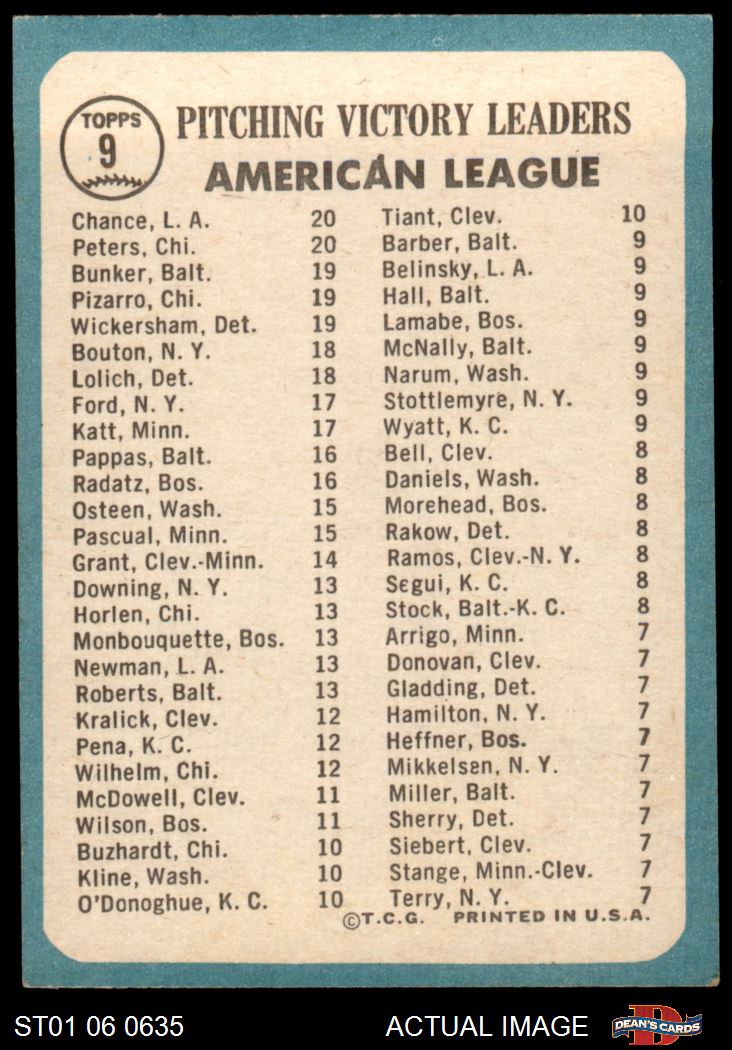 TOPPS
9
PITCHING VICTORY LEADERS
AMERICAN LEAGUE
Chance, L. A. 20
Peters, Chi. 20
Bunker, Balt. 19
Pizarro, Chi. 19
Wickersham, Det. 19
Bouton, N. Y. 18
Lolich, Det. 18
Ford, N. Y. 17
Katt, Minn. 17
Pappas, Balt. 16
Radatz, Bos. 16
Osteen, Wash. 15
Pascual, Minn. 15
Grant, Clev.-Minn. 14
Downing, N. Y. 13
Horlen, Chi. 13
Monbouquette, Bos. 13
Newman, L. A. 13
Roberts, Balt. 13
Kralick, Clev. 12
Pena, K. C. 12
Wilhelm, Chi. 12
McDowell, Clev. 11
Wilson, Bos. 11
Buzhardt, Chi. 10
Kline, Wash. 10
O'Donoghue, K. C. 10
Tiant, Clev. 10
Barber, Balt. 9
Belinsky, L. A. 9
Hall, Balt. 9
Lamabe, Bos. 9
McNally, Balt. 9
Narum, Wash. 9
Stottlemyre, N. Y. 9
Wyatt, K. C. 9
Bell, Clev. 8
Daniels, Wash. 8
Morehead, Bos. 8
Rakow, Det. 8
Ramos, Clev.-N. Y. 8
Segui, K. C. 8
Stock, Balt.-K. C. 8
Arrigo, Minn. 7
Donovan, Clev. 7
Gladding, Det. 7
Hamilton, N. Y. 7
Heffner, Bos. 7
Mikkelsen, N. Y. 7
Miller, Balt. 7
Sherry, Det. 7
Siebert, Clev. 7
Stange, Minn.-Clev. 7
Terry, N. Y. 7
©T.C.G. PRINTED IN U.S.A.
ST01 06 0635 ACTUAL IMAGE D DEAN'S CARDS